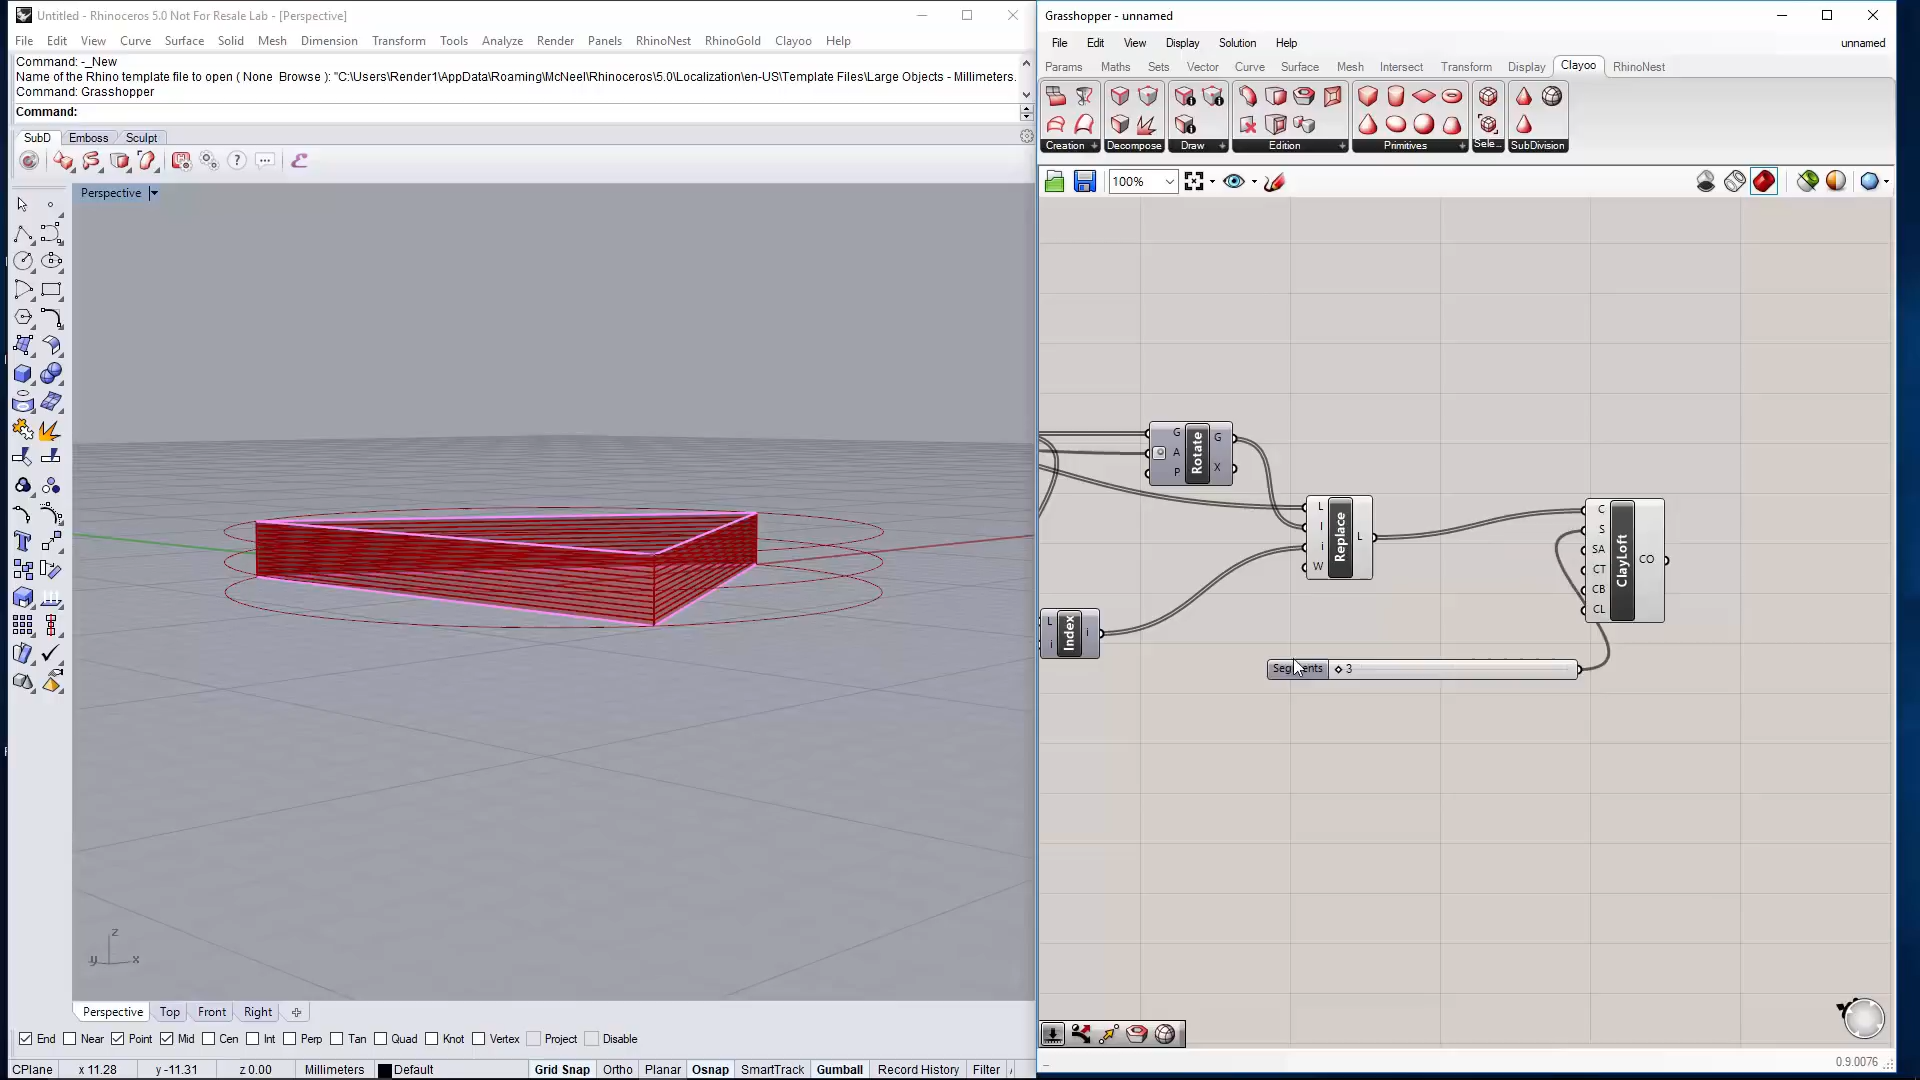 Untitled - Rhinoceros 5.0 Not For Resale Lab - [Perspective]
File Edit View Curve Surface Solid Mesh Dimension Transform Tools Analyze Render Panels RhinoNest RhinoGold Clayoo Help
Command: -_New
Name of the Rhino template file to open ( None Browse ): "C:\Users\Render1\AppData\Roaming\McNeel\Rhinoceros\5.0\Localization\en-US\Template Files\Large Objects - Millimeters.
Command: Grasshopper
Command:
SubD Emboss Sculpt
Perspective
z
y x
Perspective Top Front Right
End Near Point Mid Cen Int Perp Tan Quad Knot Vertex Project Disable
CPlane x 11.28 y -11.31 z 0.00 Millimeters Default Grid Snap Ortho Planar Osnap SmartTrack Gumball Record History Filter
Grasshopper - unnamed
File Edit View Display Solution Help unnamed
Params Maths Sets Vector Curve Surface Mesh Intersect Transform Display Clayoo RhinoNest
Creation Decompose Draw Edition Primitives Sele... SubDivision
100%
G A P Rotate G X
L I i W Replace L
C S SA CT CB CL ClayLoft CO
L i Index i
Segments 3
0.9.0076